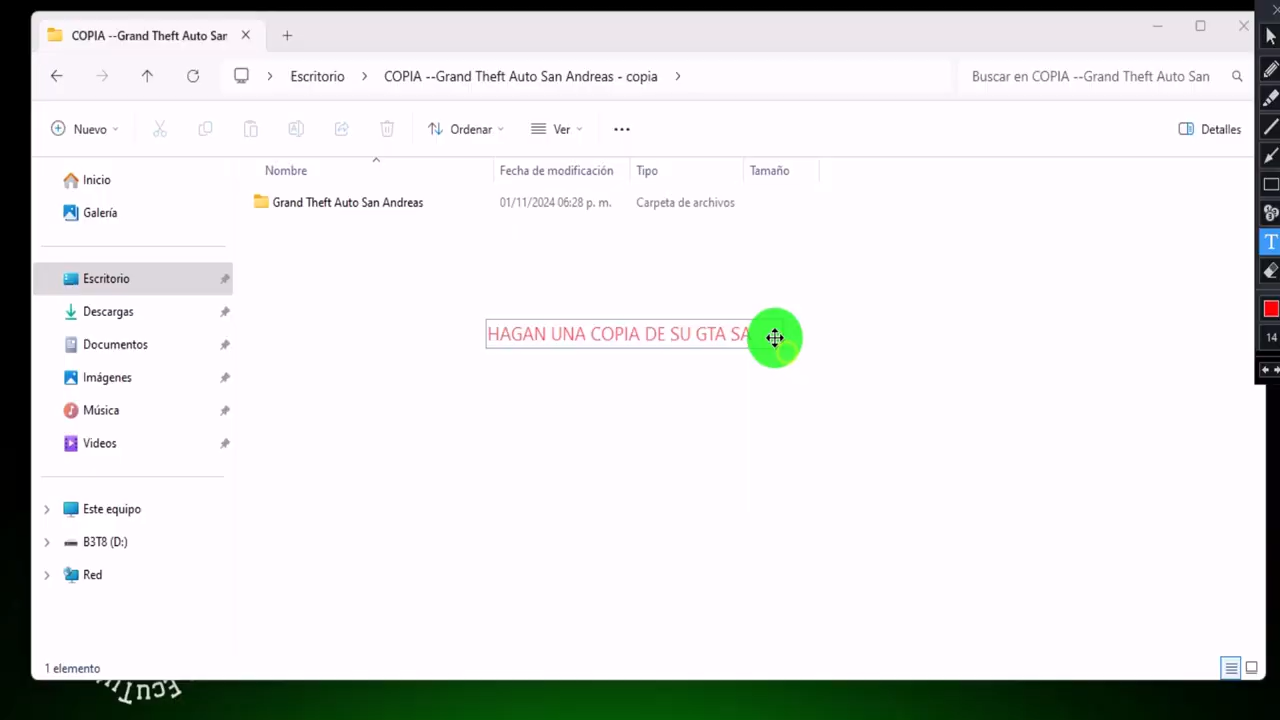 COPIA --Grand Theft Auto Sar
Escritorio
COPIA --Grand Theft Auto San Andreas - copia
Buscar en COPIA --Grand Theft Auto San
Nuevo
Ordenar
Ver
Detalles
Nombre
Fecha de modificación
Tipo
Tamaño
Grand Theft Auto San Andreas
01/11/2024 06:28 p. m.
Carpeta de archivos
Inicio
Galería
Escritorio
Descargas
Documentos
Imágenes
Música
Videos
Este equipo
B3T8 (D:)
Red
HAGAN UNA COPIA DE SU GTA SA
T
14
1 elemento